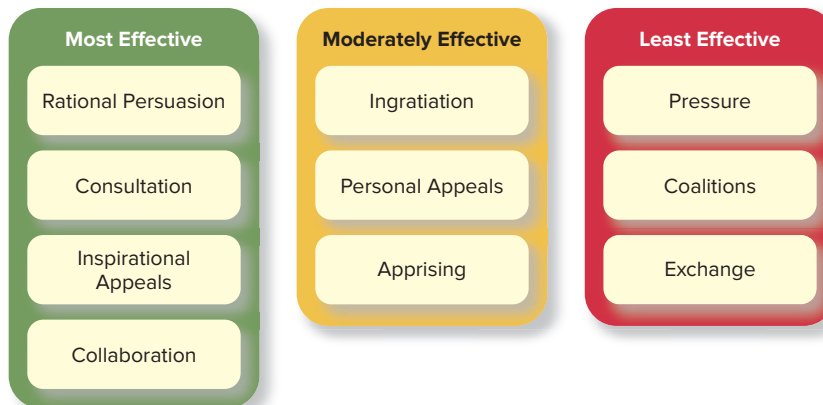 Most Effective
Rational Persuasion
Consultation
Inspirational
Appeals
Collaboration
Moderately Effective
Ingratiation
Personal Appeals
Apprising
Least Effective
Pressure
Coalitions
Exchange